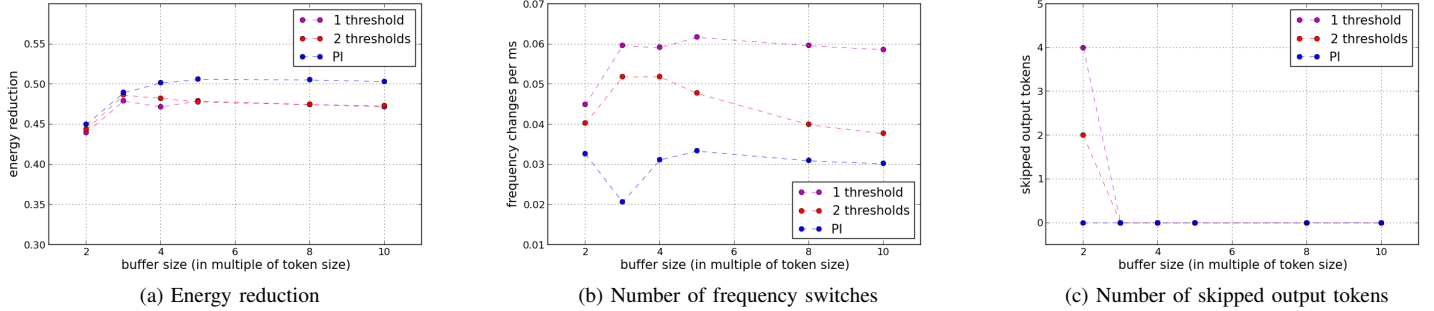 0.55
0.50
0.45
0.40
0.35
0.30
energy reduction
2
4
6
8
10
buffer size (in multiple of token size)
1 threshold
2 thresholds
PI
(a) Energy reduction
0.07
0.06
0.05
0.04
0.03
0.02
0.01
frequency changes per ms
2
4
6
8
10
buffer size (in multiple of token size)
1 threshold
2 thresholds
PI
(b) Number of frequency switches
5
4
3
2
1
0
skipped output tokens
2
4
6
8
10
buffer size (in multiple of token size)
1 threshold
2 thresholds
PI
(c) Number of skipped output tokens